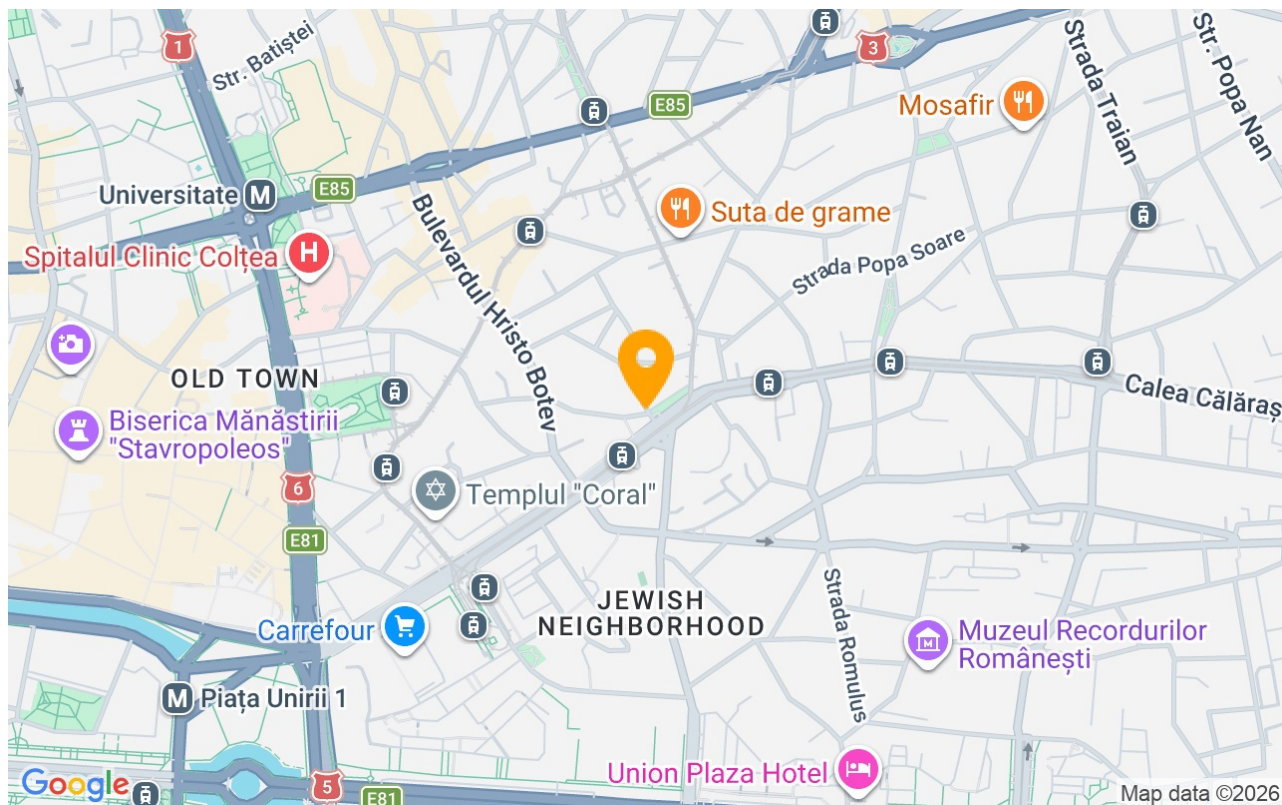 1
Str. Batiștei
3
E85
Mosafir
Strada Traian
Str. Popa Nan
Universitate
M
E85
Suta de grame
Spitalul Clinic Colțea
H
Bulevardul Hristo Botev
Strada Popa Soare
OLD TOWN
Calea Călăraș
Biserica Mănăstirii
"Stavropoleos"
6
Templul "Coral"
E81
JEWISH
NEIGHBORHOOD
Strada Romulus
Carrefour
M
Muzeul Recordurilor
Românești
M
Piața Unirii 1
Union Plaza Hotel
Google
5
E81
Map data ©2026